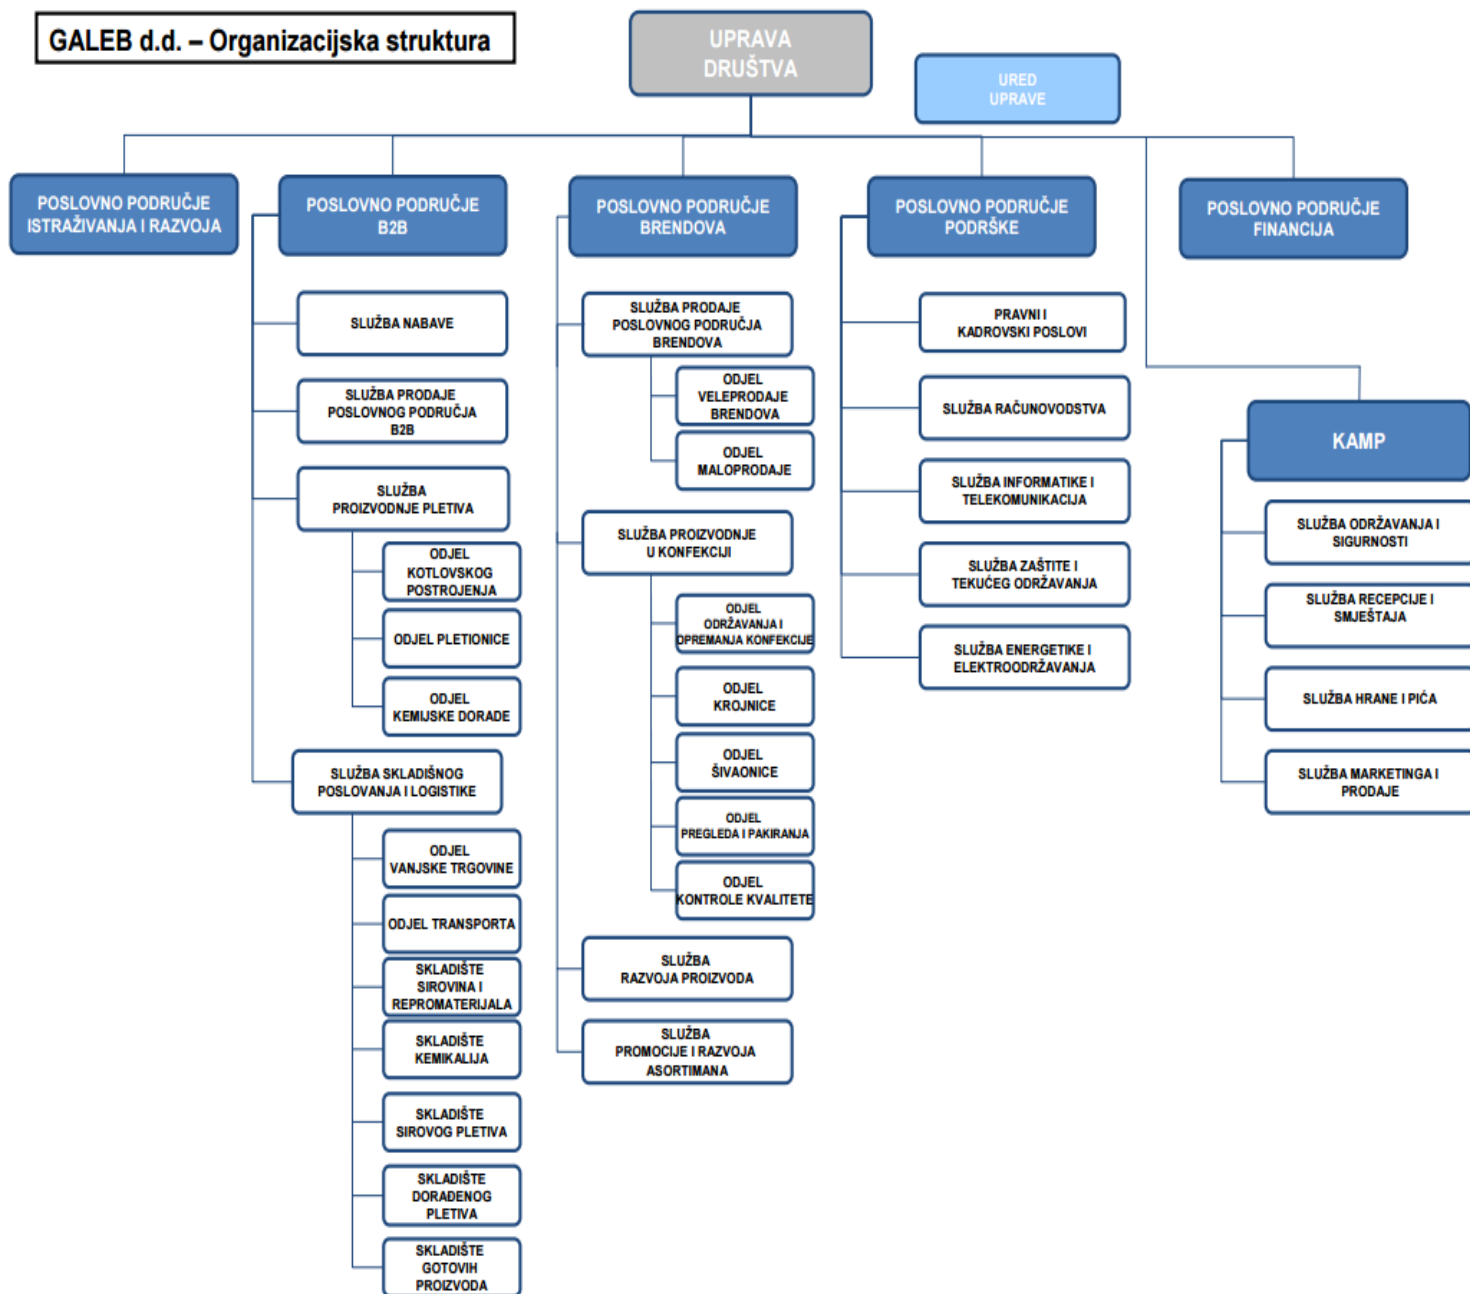 GALEB d.d. – Organizacijska struktura
UPRAVA
DRUŠTVA
URED
UPRAVE
POSLOVNO PODRUČJE
ISTRAŽIVANJA I RAZVOJA
POSLOVNO PODRUČJE
B2B
SLUŽBA NABAVE
SLUŽBA PRODAJE
POSLOVNOG PODRUČJA
B2B
SLUŽBA
PROIZVODNJE PLETIVA
ODJEL
KOTLOVSKOG
POSTROJENJA
ODJEL PLETIONICE
ODJEL
KEMIJSKE DORADE
SLUŽBA SKLADIŠNOG
POSLOVANJA I LOGISTIKE
ODJEL
VANJSKE TRGOVINE
ODJEL TRANSPORTA
SKLADIŠTE
SIROVINA I
REPROMATERIJALA
SKLADIŠTE
KEMIKALIJA
SKLADIŠTE
SIROVOG PLETIVA
SKLADIŠTE
DORAĐENOG
PLETIVA
SKLADIŠTE
GOTOVIH
PROIZVODA
POSLOVNO PODRUČJE
BRENDOVA
SLUŽBA PRODAJE
POSLOVNOG PODRUČJA
BRENDOVA
ODJEL
VELEPRODAJE
BRENDOVA
ODJEL
MALOPRODAJE
SLUŽBA PROIZVODNJE
U KONFEKCIJI
ODJEL
ODRŽAVANJA I
OPREMANJA KONFEKCIJE
ODJEL
KROJNICE
ODJEL
ŠIVAONICE
ODJEL
PREGLEDA I PAKIRANJA
ODJEL
KONTROLE KVALITETE
SLUŽBA
RAZVOJA PROIZVODA
SLUŽBA
PROMOCIJE I RAZVOJA
ASORTIMANA
POSLOVNO PODRUČJE
PODRŠKE
PRAVNI I
KADROVSKI POSLOVI
SLUŽBA RAČUNOVODSTVA
SLUŽBA INFORMATIKE I
TELEKOMUNIKACIJA
SLUŽBA ZAŠTITE I
TEKUĆEG ODRŽAVANJA
SLUŽBA ENERGETIKE I
ELEKTROODRŽAVANJA
POSLOVNO PODRUČJE
FINANCIJA
KAMP
SLUŽBA ODRŽAVANJA I
SIGURNOSTI
SLUŽBA RECEPCIJE I
SMJEŠTAJA
SLUŽBA HRANE I PIĆA
SLUŽBA MARKETINGA I
PRODAJE